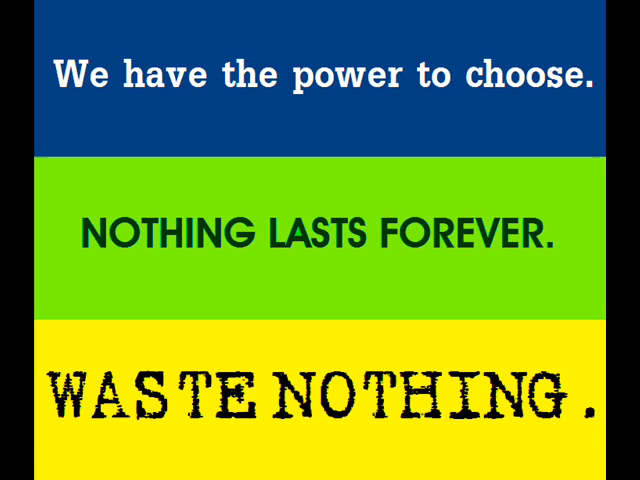 We have the power to choose.
NOTHING LASTS FOREVER.
WASTE NOTHING.